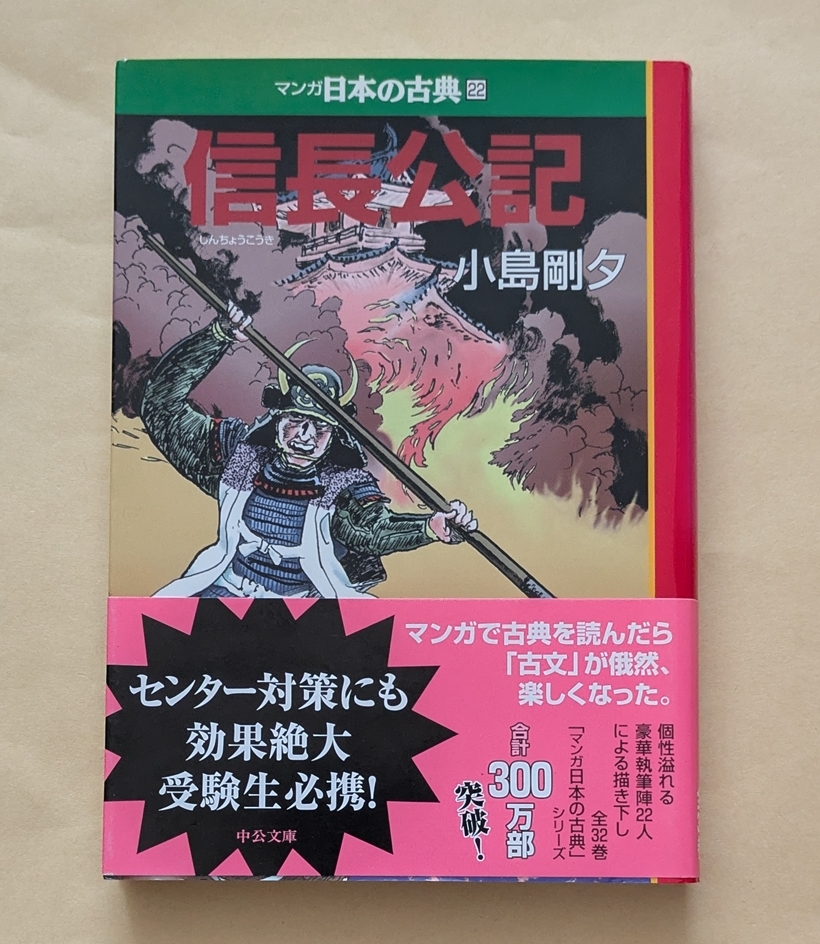 マンガ日本の古典22
信長公記
しんちょうこうき
小島剛夕
マンガで古典を読んだら
「古文」が俄然、
楽しくなった。
センター対策にも
効果絶大
受験生必携!
中公文庫
個性溢れる
豪華執筆陣22人
による描き下し
全32巻
「マンガ日本の古典」
シリーズ
合計
300
万部
突破!